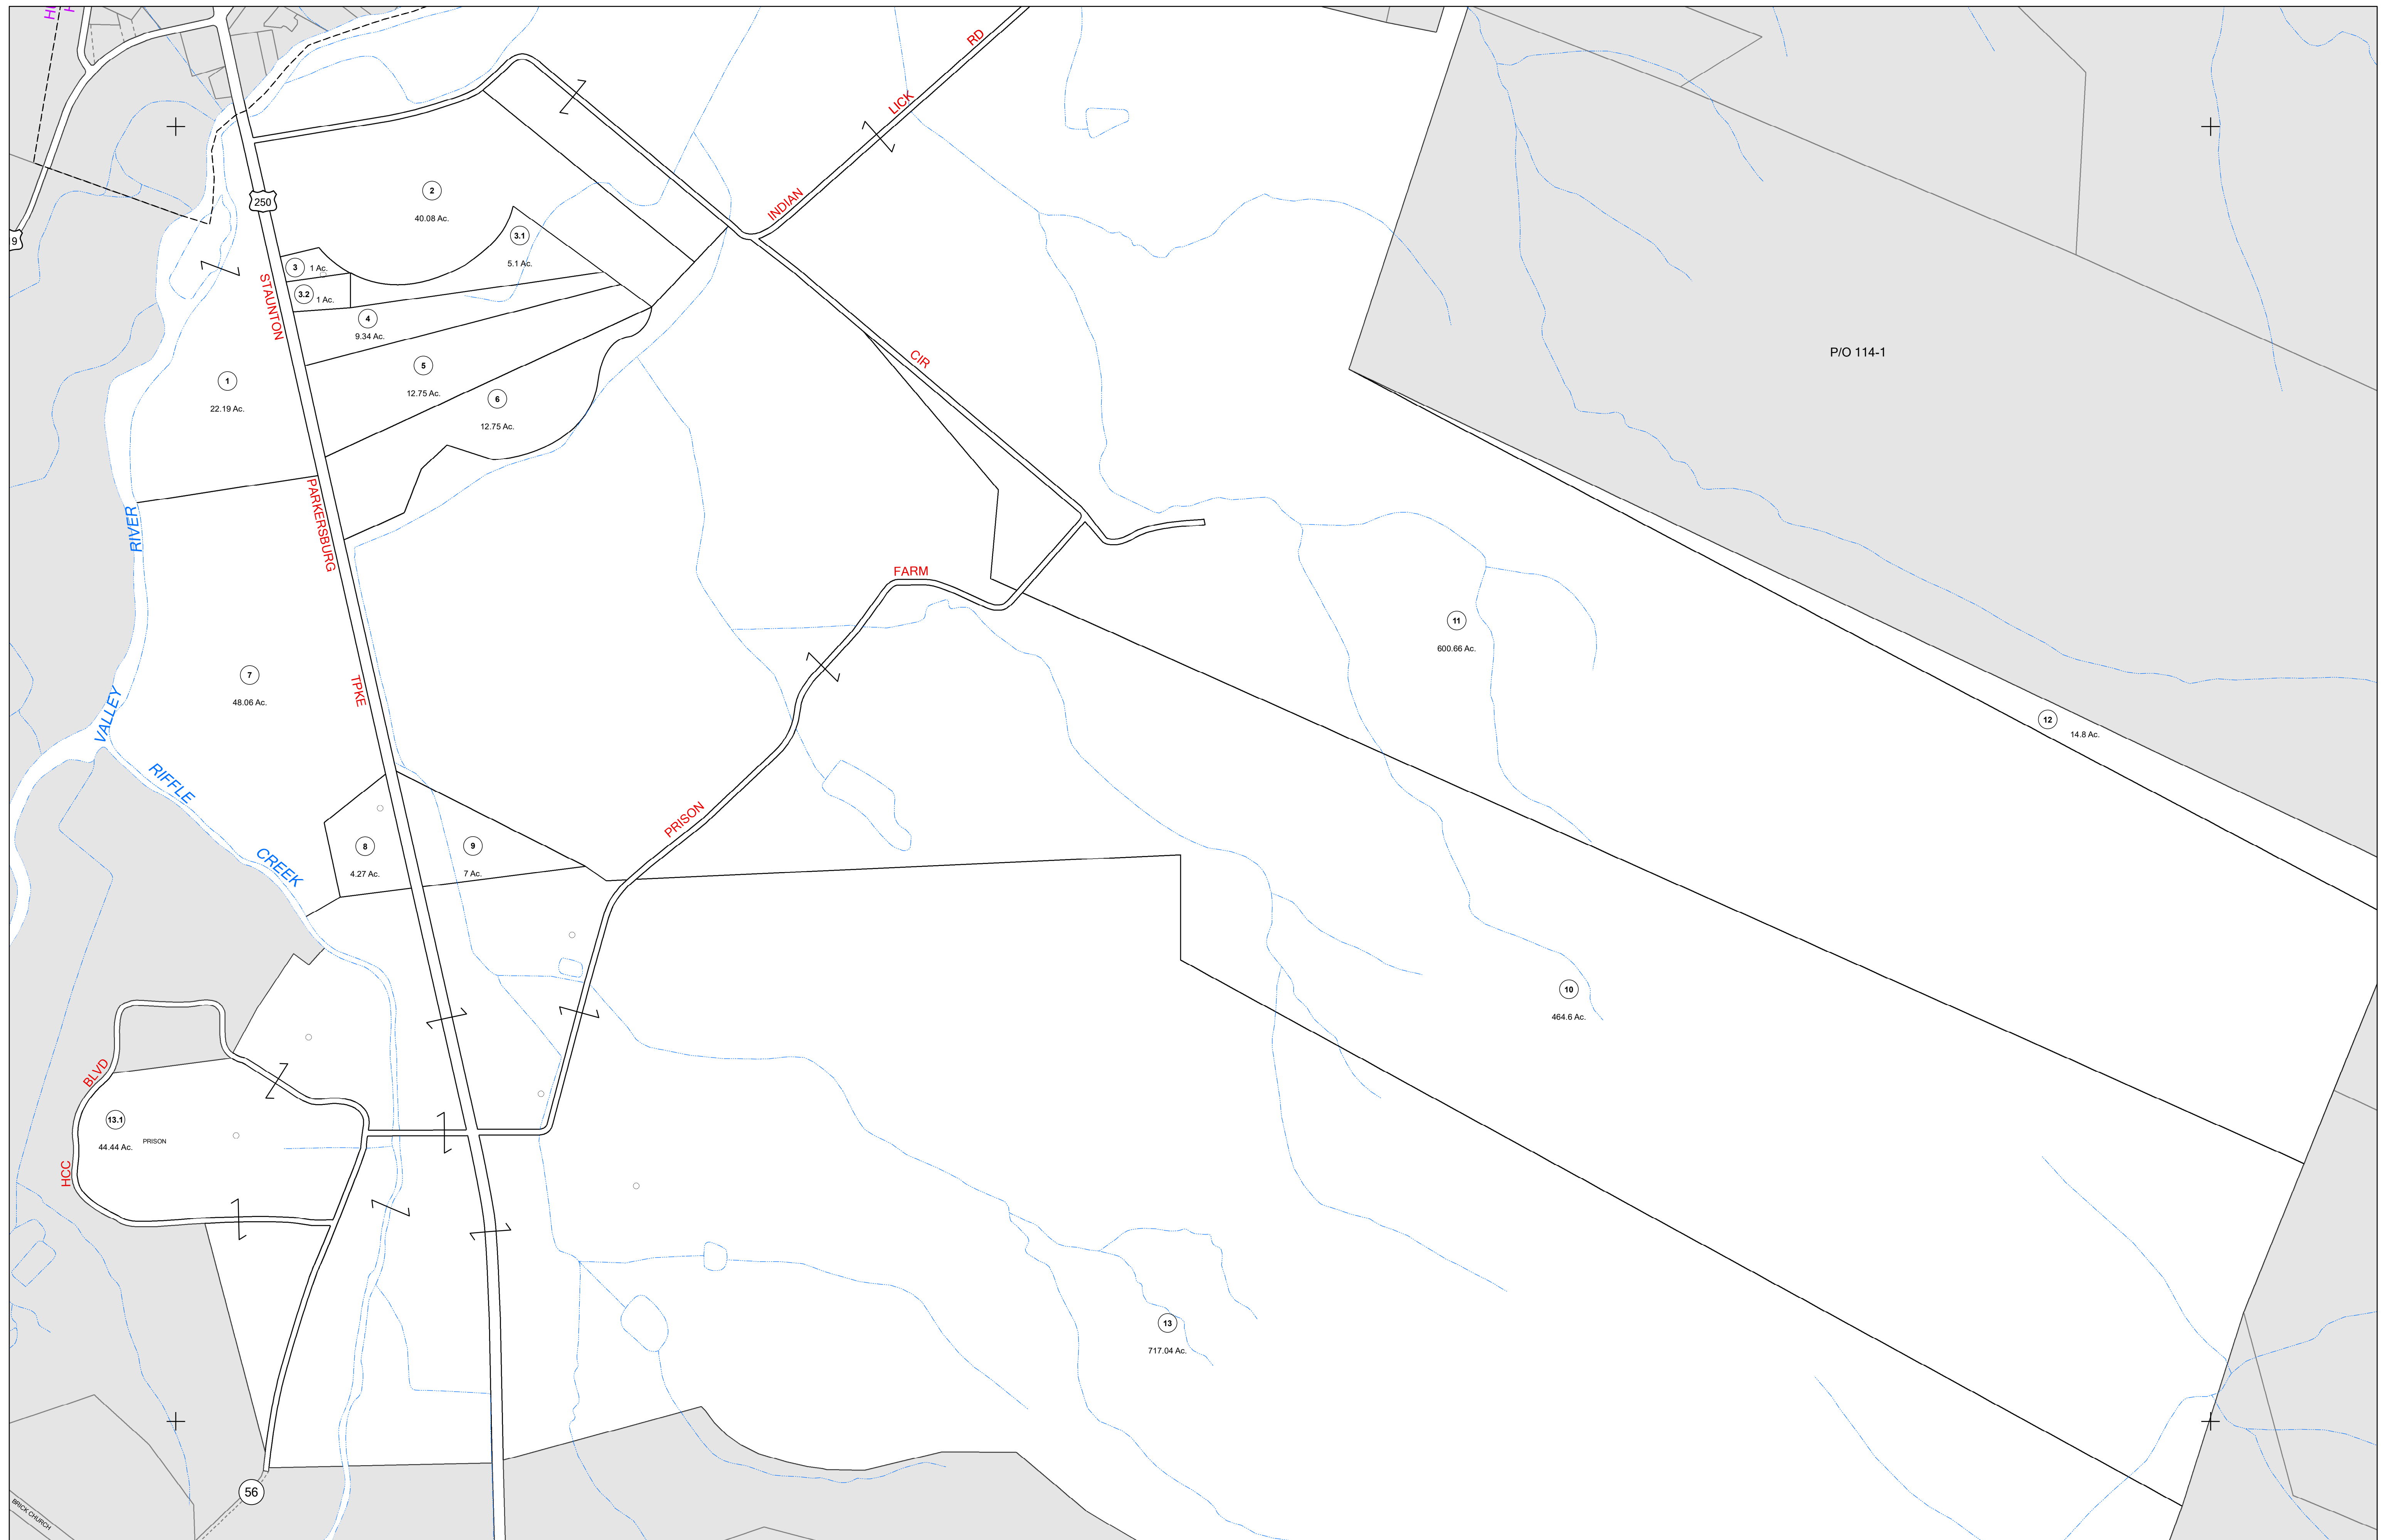 RD
LICK
INDIAN
2
40.08 Ac.
250
9
3.1
5.1 Ac.
3
1 Ac.
3.2
1 Ac.
STAUNTON
4
9.34 Ac.
P/O 114-1
CIR
5
12.75 Ac.
1
22.19 Ac.
6
12.75 Ac.
PARKERSBURG
RIVER
FARM
11
600.66 Ac.
7
48.06 Ac.
TPKE
VALLEY
12
14.8 Ac.
RIFFLE
PRISON
8
4.27 Ac.
9
7 Ac.
CREEK
10
464.6 Ac.
BLVD
13.1
44.44 Ac.
PRISON
HCC
13
717.04 Ac.
56
BRICK CHURCH